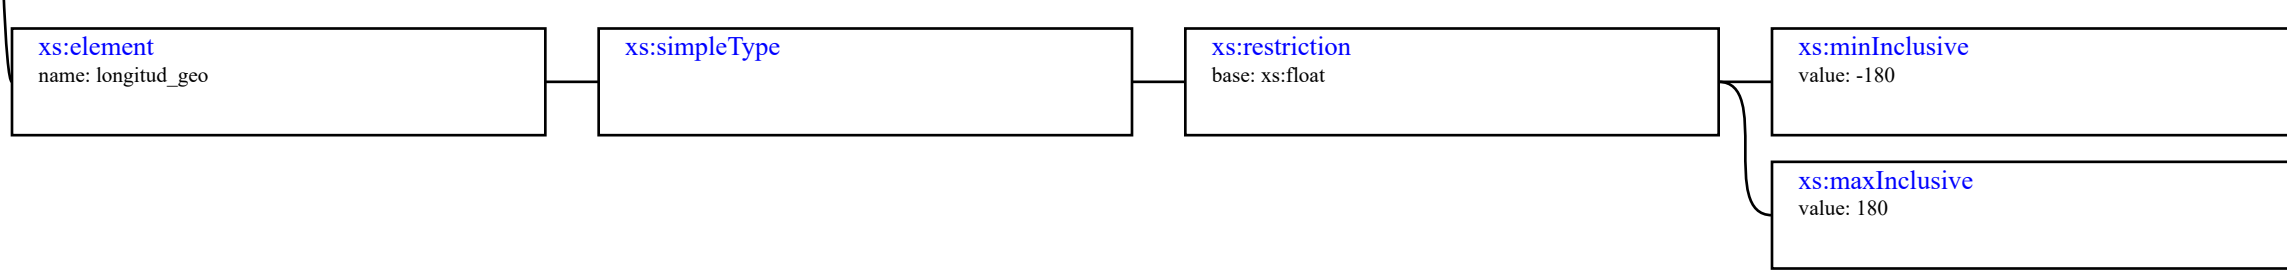 xs:element
name: longitud_geo
xs:simpleType
xs:restriction
base: xs:float
xs:minInclusive
value: -180
xs:maxInclusive
value: 180